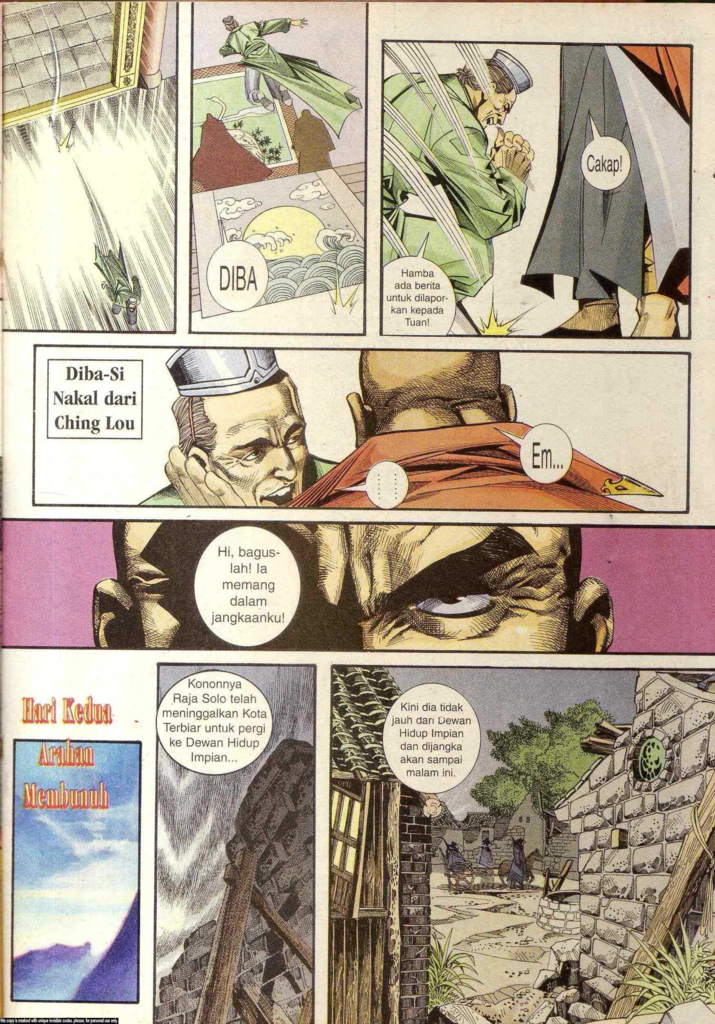 DIBA
Cakap!
Hamba
ada berita
untuk dilapor-
kan kepada
Tuan!
Diba-Si
Nakal dari
Ching Lou
Em...
Hi, bagus-
lah! Ia
memang
dalam
jangkaanku!
Hari Kedua
Arahan
Membunuh
Kononnya
Raja Solo telah
meninggalkan Kota
Terbiar untuk pergi
ke Dewan Hidup
Impian...
Kini dia tidak
jauh dari Dewan
Hidup Impian
dan dijangka
akan sampai
malam ini.